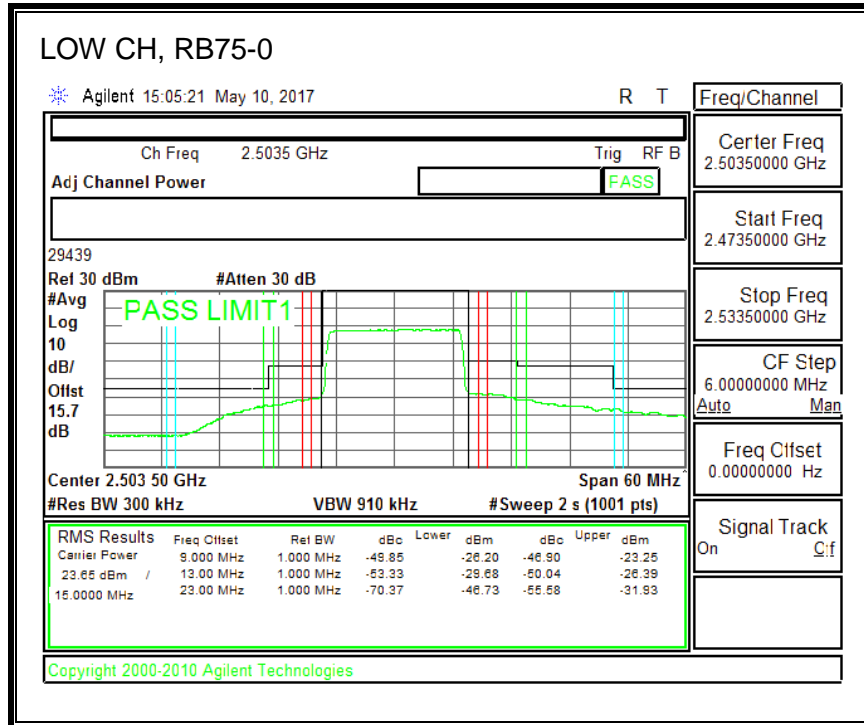 LOW CH, RB75-0
Agilent 15:05:21 May 10, 2017 R T
Freq/Channel
Ch Freq 2.5035 GHz Trig RF B
Adj Channel Power PASS
Center Freq
2.50350000 GHz
Start Freq
2.47350000 GHz
29439
Ref 30 dBm #Atten 30 dB
#Avg
Log
10
dB/
Offst
15.7
dB
PASS LIMIT1
Stop Freq
2.53350000 GHz
CF Step
6.00000000 MHz
Auto Man
Freq Offset
0.00000000 Hz
Center 2.503 50 GHz Span 60 MHz
#Res BW 300 kHz VBW 910 kHz #Sweep 2 s (1001 pts)
Signal Track
On Off
RMS Results Freq Offset Ref BW dBc Lower dBm dBc Upper dBm
Carrier Power 9.000 MHz 1.000 MHz -49.85 -26.20 -46.90 -23.25
23.65 dBm / 13.00 MHz 1.000 MHz -53.33 -29.68 -50.04 -26.39
15.0000 MHz 23.00 MHz 1.000 MHz -70.37 -46.73 -55.58 -31.93
Copyright 2000-2010 Agilent Technologies